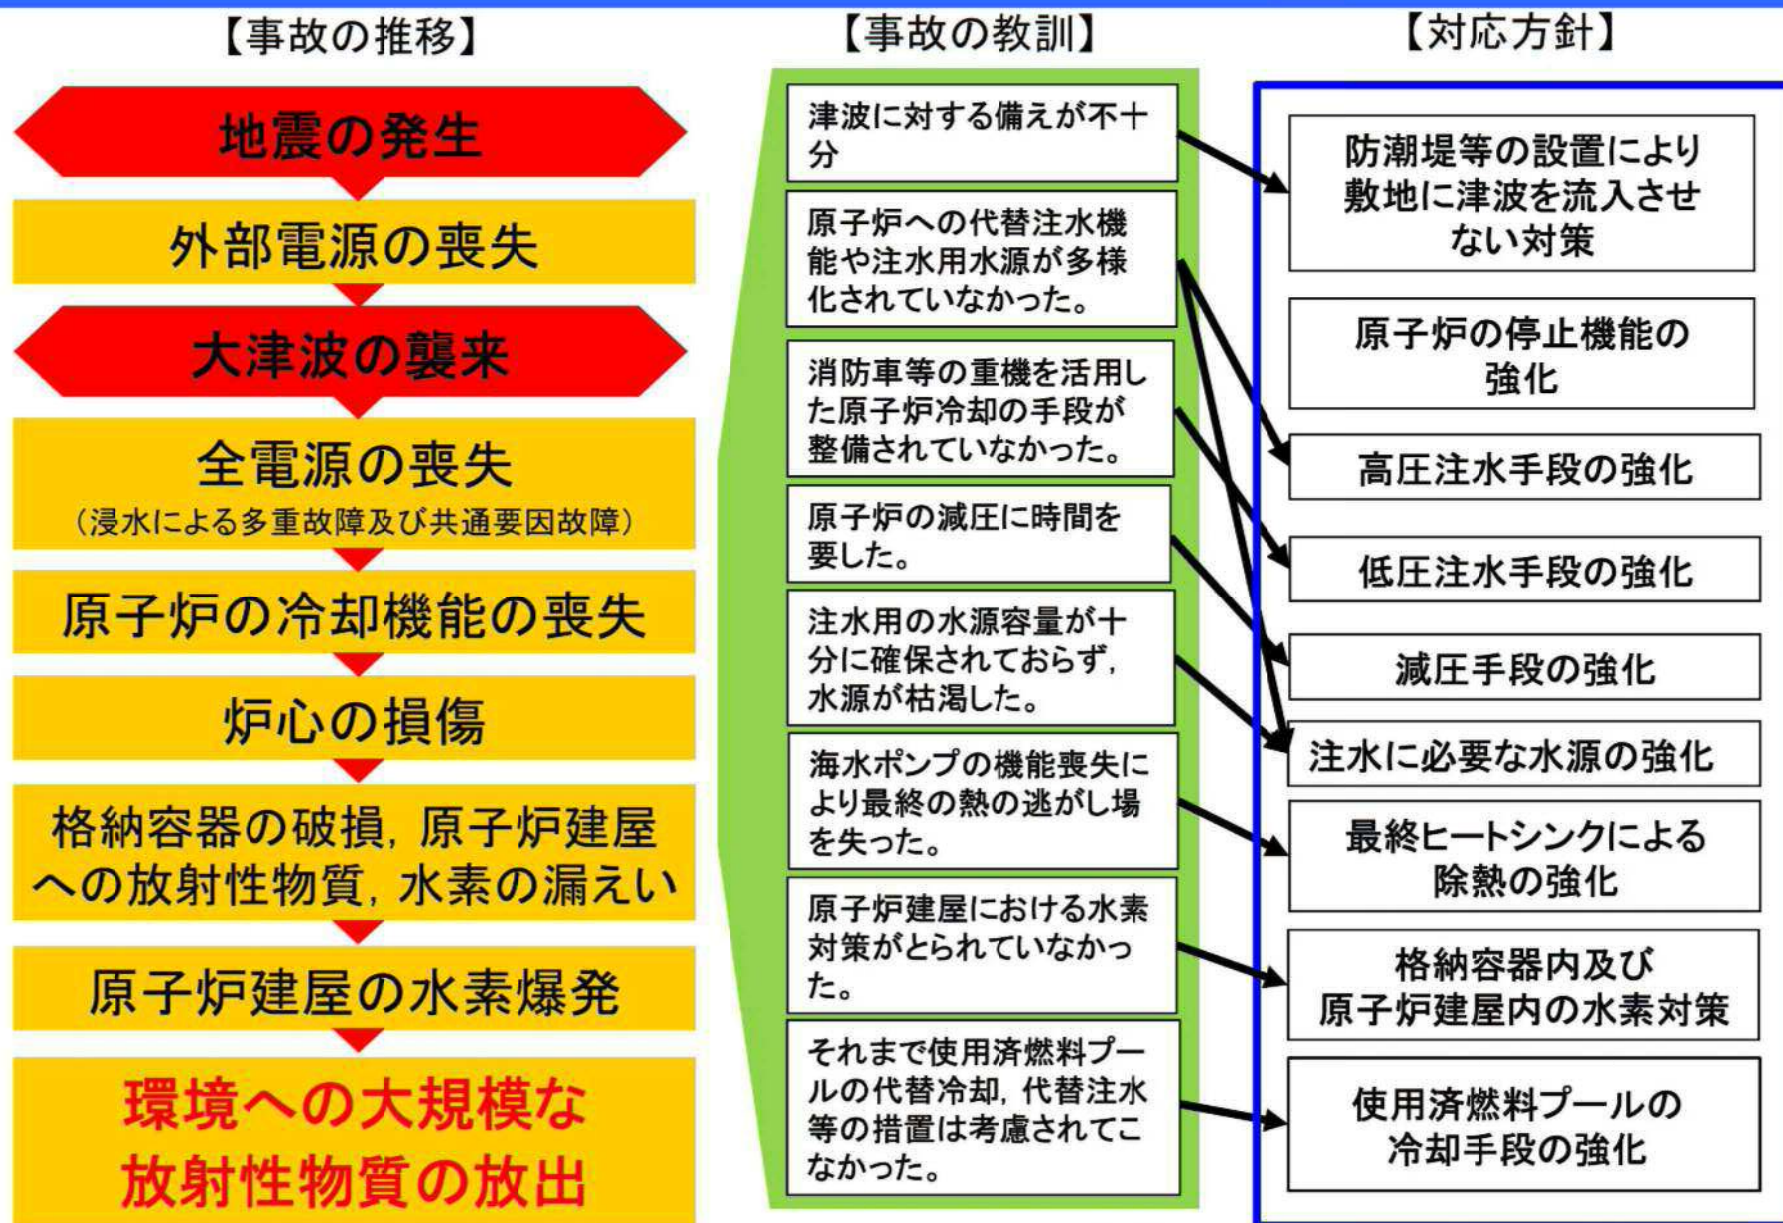 【事故の推移】
地震の発生
外部電源の喪失
大津波の襲来
全電源の喪失
（浸水による多重故障及び共通要因故障）
原子炉の冷却機能の喪失
炉心の損傷
格納容器の破損，原子炉建屋
への放射性物質，水素の漏えい
原子炉建屋の水素爆発
環境への大規模な
放射性物質の放出
【事故の教訓】
津波に対する備えが不十
分
原子炉への代替注水機
能や注水用水源が多様
化されていなかった。
消防車等の重機を活用し
た原子炉冷却の手段が
整備されていなかった。
原子炉の減圧に時間を
要した。
注水用の水源容量が十
分に確保されておらず，
水源が枯渇した。
海水ポンプの機能喪失に
より最終の熱の逃がし場
を失った。
原子炉建屋における水素
対策がとられていなかっ
た。
それまで使用済燃料プー
ルの代替冷却，代替注水
等の措置は考慮されてこ
なかった。
【対応方針】
防潮堤等の設置により
敷地に津波を流入させ
ない対策
原子炉の停止機能の
強化
高圧注水手段の強化
低圧注水手段の強化
減圧手段の強化
注水に必要な水源の強化
最終ヒートシンクによる
除熱の強化
格納容器内及び
原子炉建屋内の水素対策
使用済燃料プールの
冷却手段の強化